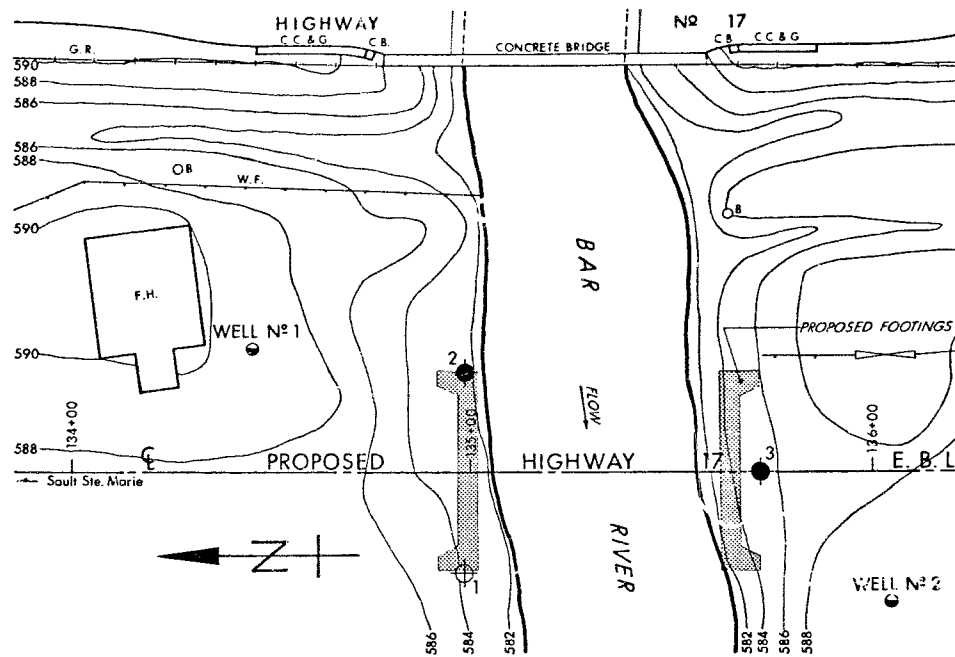 HIGHWAY Nº 17
C C & G C B. CONCRETE BRIDGE C B. C C & G
G. R.
590
588
586
586
588
B
W. F.
B
590
BAR
F.H.
WELL Nº 1
PROPOSED FOOTINGS
590
2
FLOW
134+00
135+00
136+00
588
℄ PROPOSED HIGHWAY 17 E. B. L
3
Sault Ste. Marie
N
RIVER
1
WELL Nº 2
586
584
582
582
584
586
588